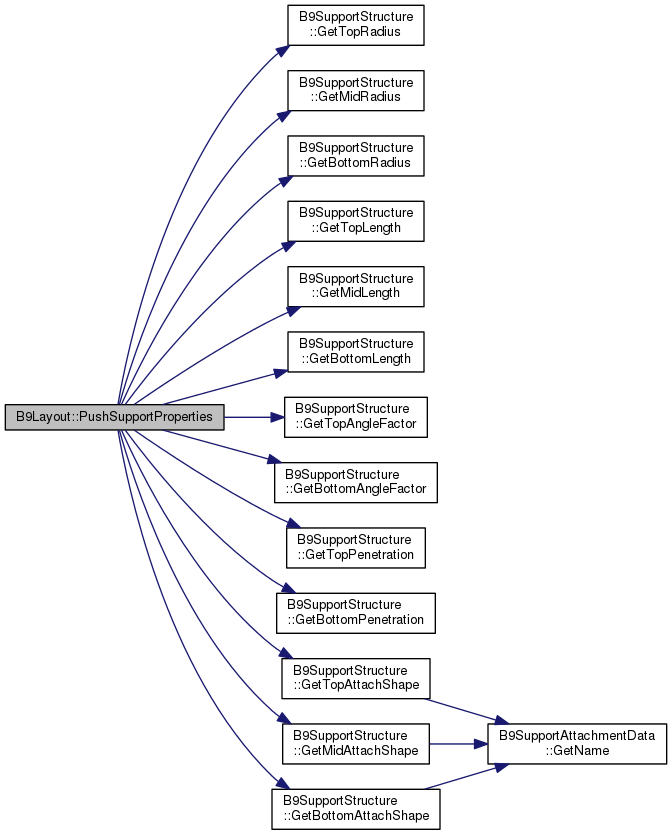 B9SupportStructure
::GetTopRadius
B9SupportStructure
::GetMidRadius
B9SupportStructure
::GetBottomRadius
B9SupportStructure
::GetTopLength
B9SupportStructure
::GetMidLength
B9SupportStructure
::GetBottomLength
B9Layout::PushSupportProperties
B9SupportStructure
::GetTopAngleFactor
B9SupportStructure
::GetBottomAngleFactor
B9SupportStructure
::GetTopPenetration
B9SupportStructure
::GetBottomPenetration
B9SupportStructure
::GetTopAttachShape
B9SupportStructure
::GetMidAttachShape
B9SupportAttachmentData
::GetName
B9SupportStructure
::GetBottomAttachShape